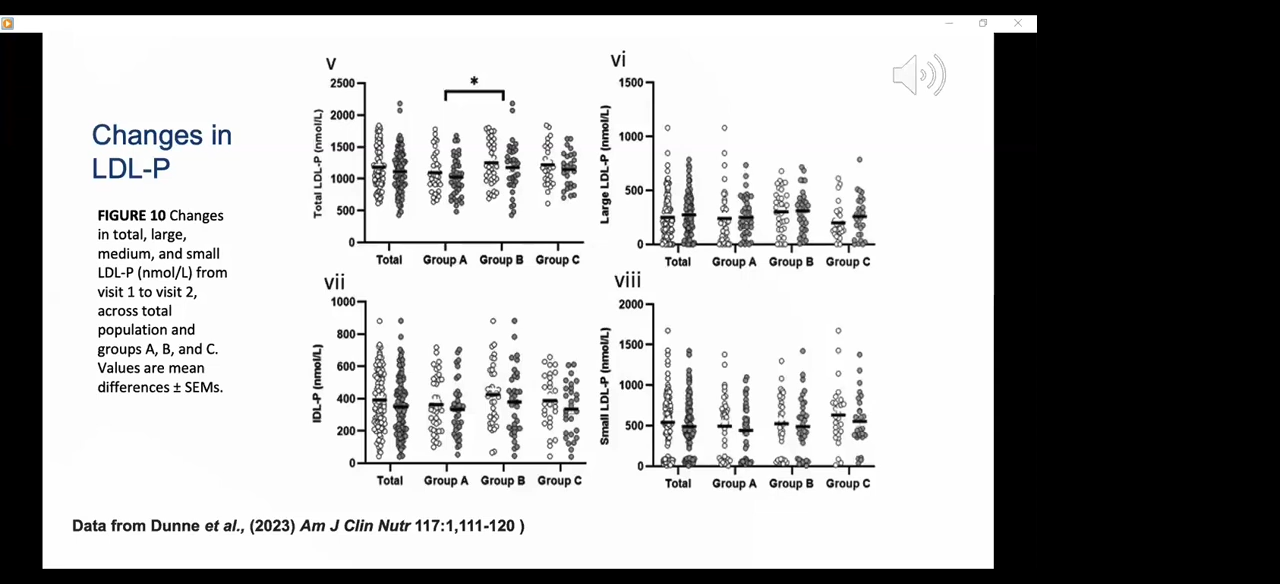 Changes in
LDL-P
FIGURE 10 Changes
in total, large,
medium, and small
LDL-P (nmol/L) from
visit 1 to visit 2,
across total
population and
groups A, B, and C.
Values are mean
differences ± SEMs.
v
*
Total LDL-P (nmol/L)
2500
2000
1500
1000
500
0
Total Group A Group B Group C
vi
Large LDL-P (nmol/L)
1500
1000
500
0
Total Group A Group B Group C
vii
IDL-P (nmol/L)
1000
800
600
400
200
0
Total Group A Group B Group C
viii
Small LDL-P (nmol/L)
2000
1500
1000
500
0
Total Group A Group B Group C
Data from Dunne et al., (2023) Am J Clin Nutr 117:1,111-120 )